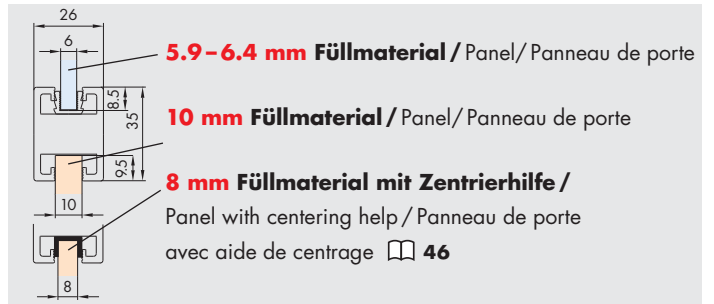 26
6
5.9–6.4 mm Füllmaterial / Panel / Panneau de porte
8.5
35
10 mm Füllmaterial / Panel / Panneau de porte
9.5
8 mm Füllmaterial mit Zentrierhilfe /
10
Panel with centering help / Panneau de porte
avec aide de centrage 46
8